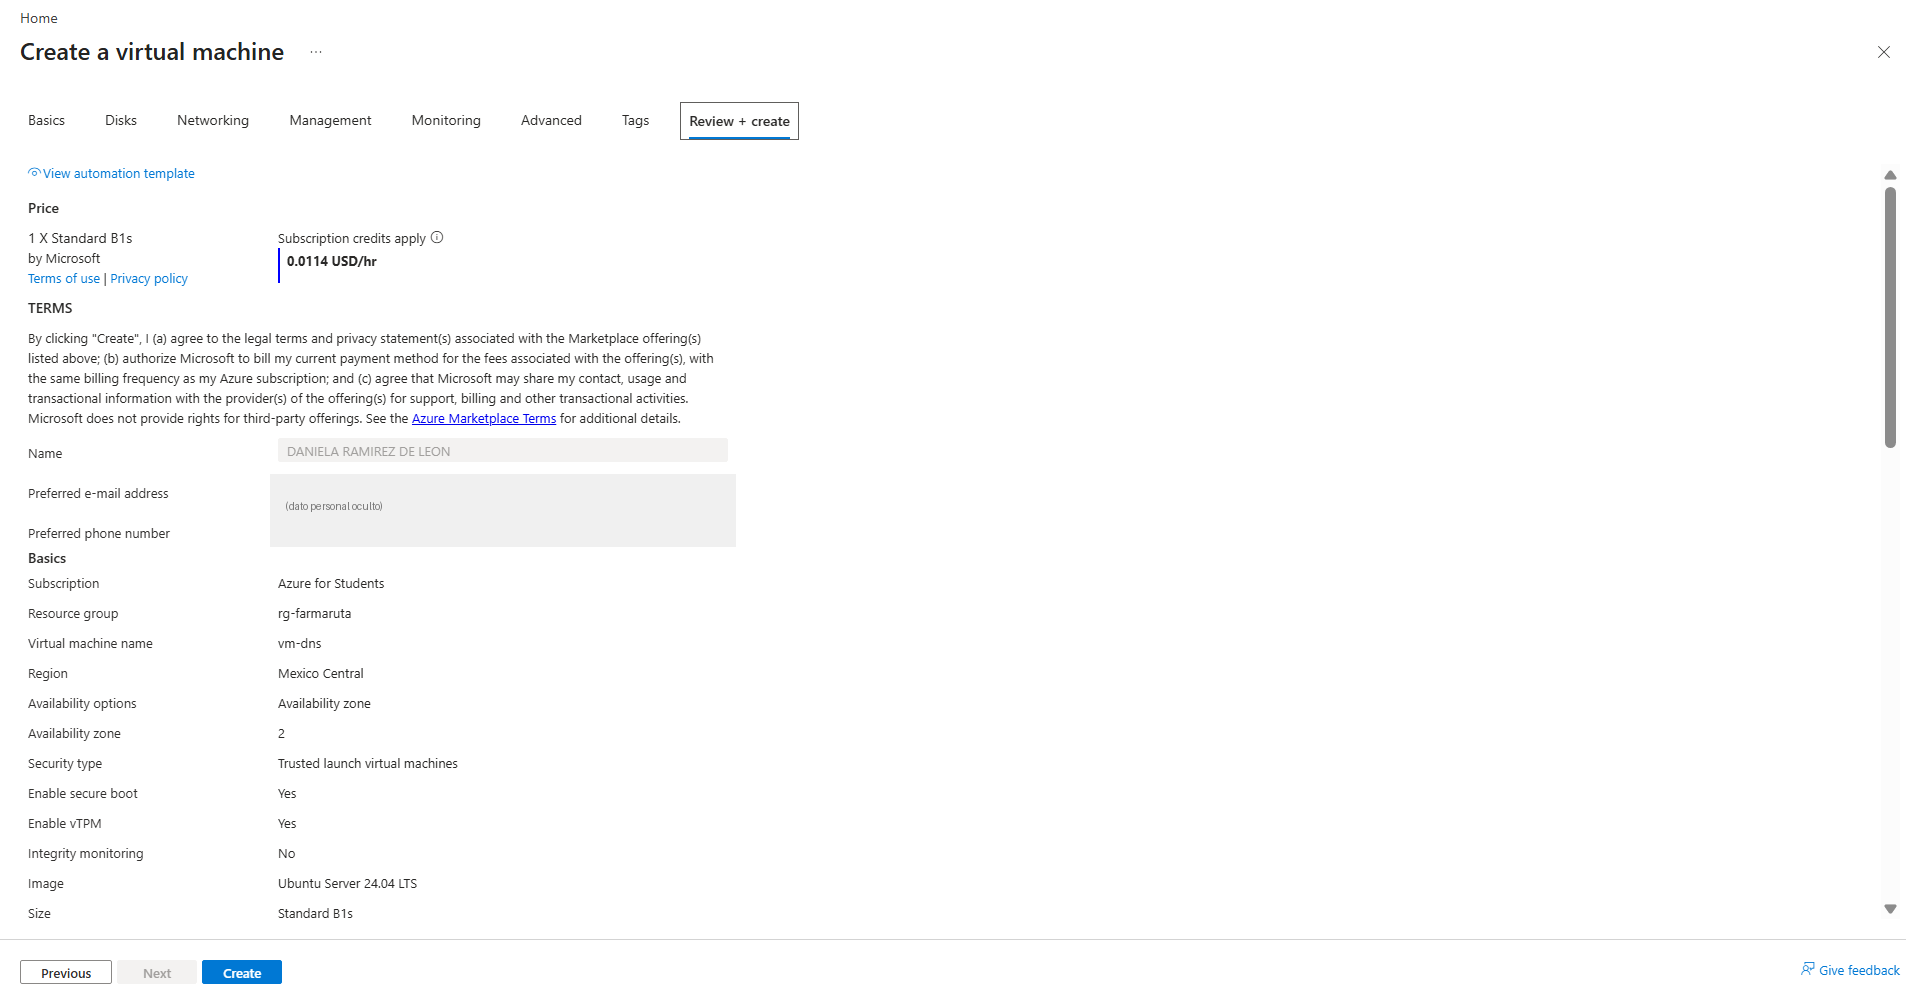 Home
Create a virtual machine ...
Basics Disks Networking Management Monitoring Advanced Tags Review + create
View automation template
Price
1 X Standard B1s Subscription credits apply
by Microsoft 0.0114 USD/hr
Terms of use | Privacy policy
TERMS
By clicking "Create", I (a) agree to the legal terms and privacy statement(s) associated with the Marketplace offering(s)
listed above; (b) authorize Microsoft to bill my current payment method for the fees associated with the offering(s), with
the same billing frequency as my Azure subscription; and (c) agree that Microsoft may share my contact, usage and
transactional information with the provider(s) of the offering(s) for support, billing and other transactional activities.
Microsoft does not provide rights for third-party offerings. See the Azure Marketplace Terms for additional details.
Name DANIELA RAMIREZ DE LEON
Preferred e-mail address
(dato personal oculto)
Preferred phone number
Basics
Subscription Azure for Students
Resource group rg-farmaruta
Virtual machine name vm-dns
Region Mexico Central
Availability options Availability zone
Availability zone 2
Security type Trusted launch virtual machines
Enable secure boot Yes
Enable vTPM Yes
Integrity monitoring No
Image Ubuntu Server 24.04 LTS
Size Standard B1s
Previous Next Create Give feedback